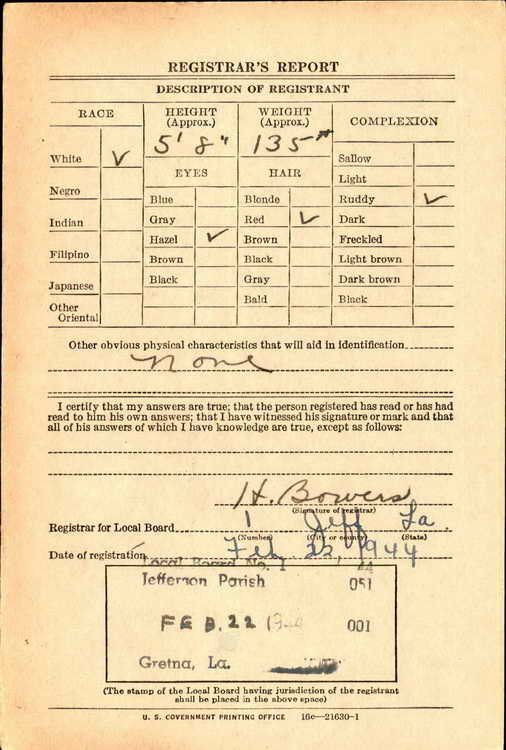 REGISTRAR'S REPORT
DESCRIPTION OF REGISTRANT
RACE
HEIGHT (Approx.)
WEIGHT (Approx.)
COMPLEXION
5' 8"
135 #
White ✓
Negro
Indian
Filipino
Japanese
Other Oriental
EYES
Blue
Gray
Hazel ✓
Brown
Black
HAIR
Blonde
Red ✓
Brown
Black
Gray
Bald
Sallow
Light
Ruddy ✓
Dark
Freckled
Light brown
Dark brown
Black
Other obvious physical characteristics that will aid in identification
None
I certify that my answers are true; that the person registered has read or has had
read to him his own answers; that I have witnessed his signature or mark and that
all of his answers of which I have knowledge are true, except as follows:
H. Bowers
(Signature of registrar)
Registrar for Local Board 1 Jeff La.
(Number) (City or county) (State)
Date of registration Feb 22, 1944
Local Board No. 1 44
Jefferson Parish 051
FEB. 22 001
Gretna, La.
(The stamp of the Local Board having jurisdiction of the registrant
shall be placed in the above space)
U. S. GOVERNMENT PRINTING OFFICE 16c—21630-1